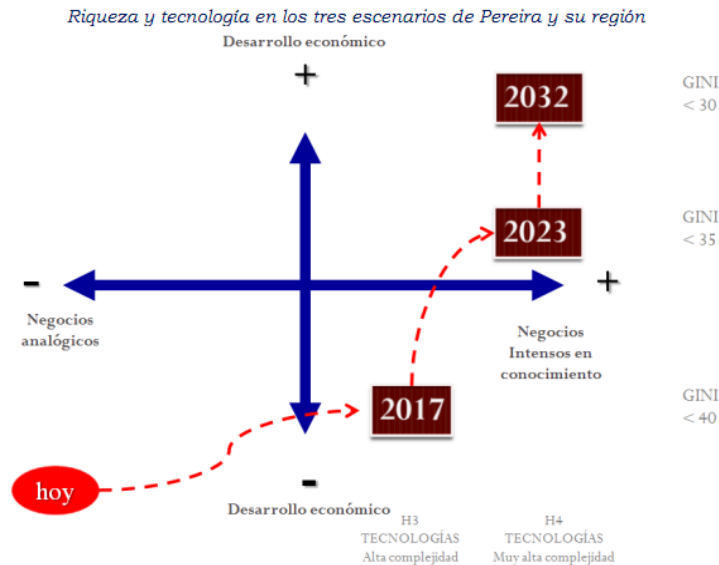 Riqueza y tecnología en los tres escenarios de Pereira y su región
Desarrollo económico
+
2032
GINI
< 30
2023
GINI
< 35
-
+
Negocios
analógicos
Negocios
Intensos en
conocimiento
2017
GINI
< 40
hoy
-
Desarrollo económico
H3
TECNOLOGÍAS
Alta complejidad
H4
TECNOLOGÍAS
Muy alta complejidad